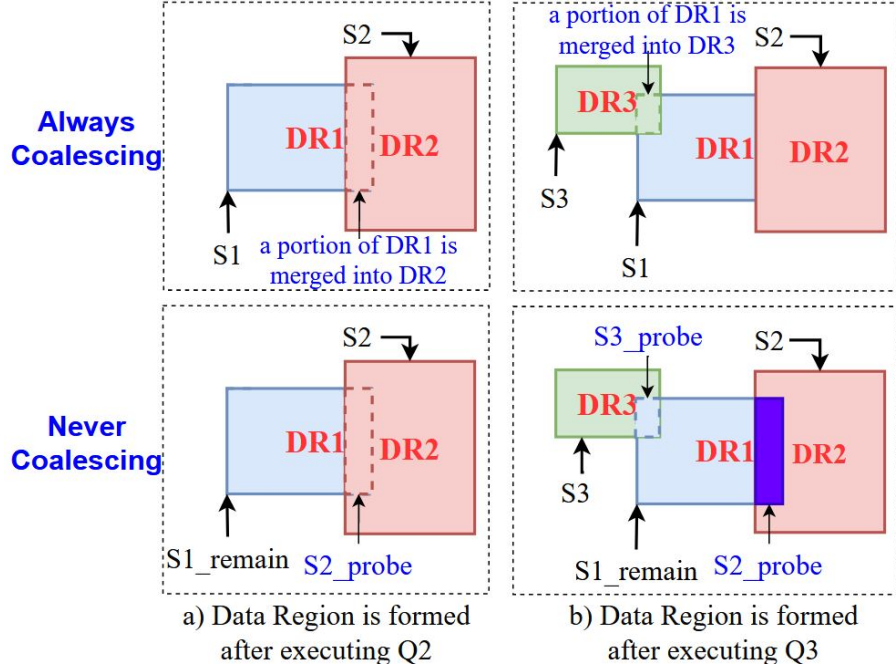 Always
Coalescing
S2
DR1
DR2
S1
a portion of DR1 is
merged into DR2
a portion of DR1 is
merged into DR3
S2
DR3
DR1
DR2
S3
S1
Never
Coalescing
S2
DR1
DR2
S1_remain
S2_probe
S3_probe
S2
DR3
DR1
DR2
S3
S1_remain
S2_probe
a) Data Region is formed
after executing Q2
b) Data Region is formed
after executing Q3